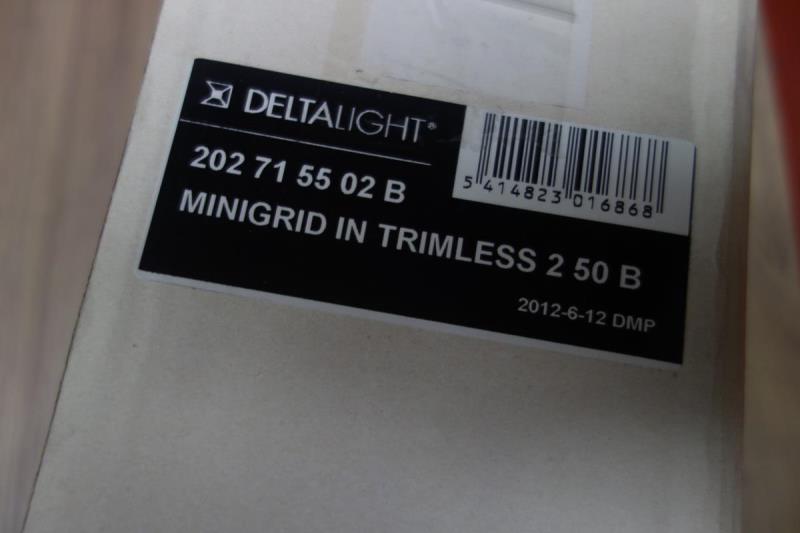 DELTALIGHT®
202 71 55 02 B
5 414823 016868
MINIGRID IN TRIMLESS 2 50 B
2012-6-12 DMP